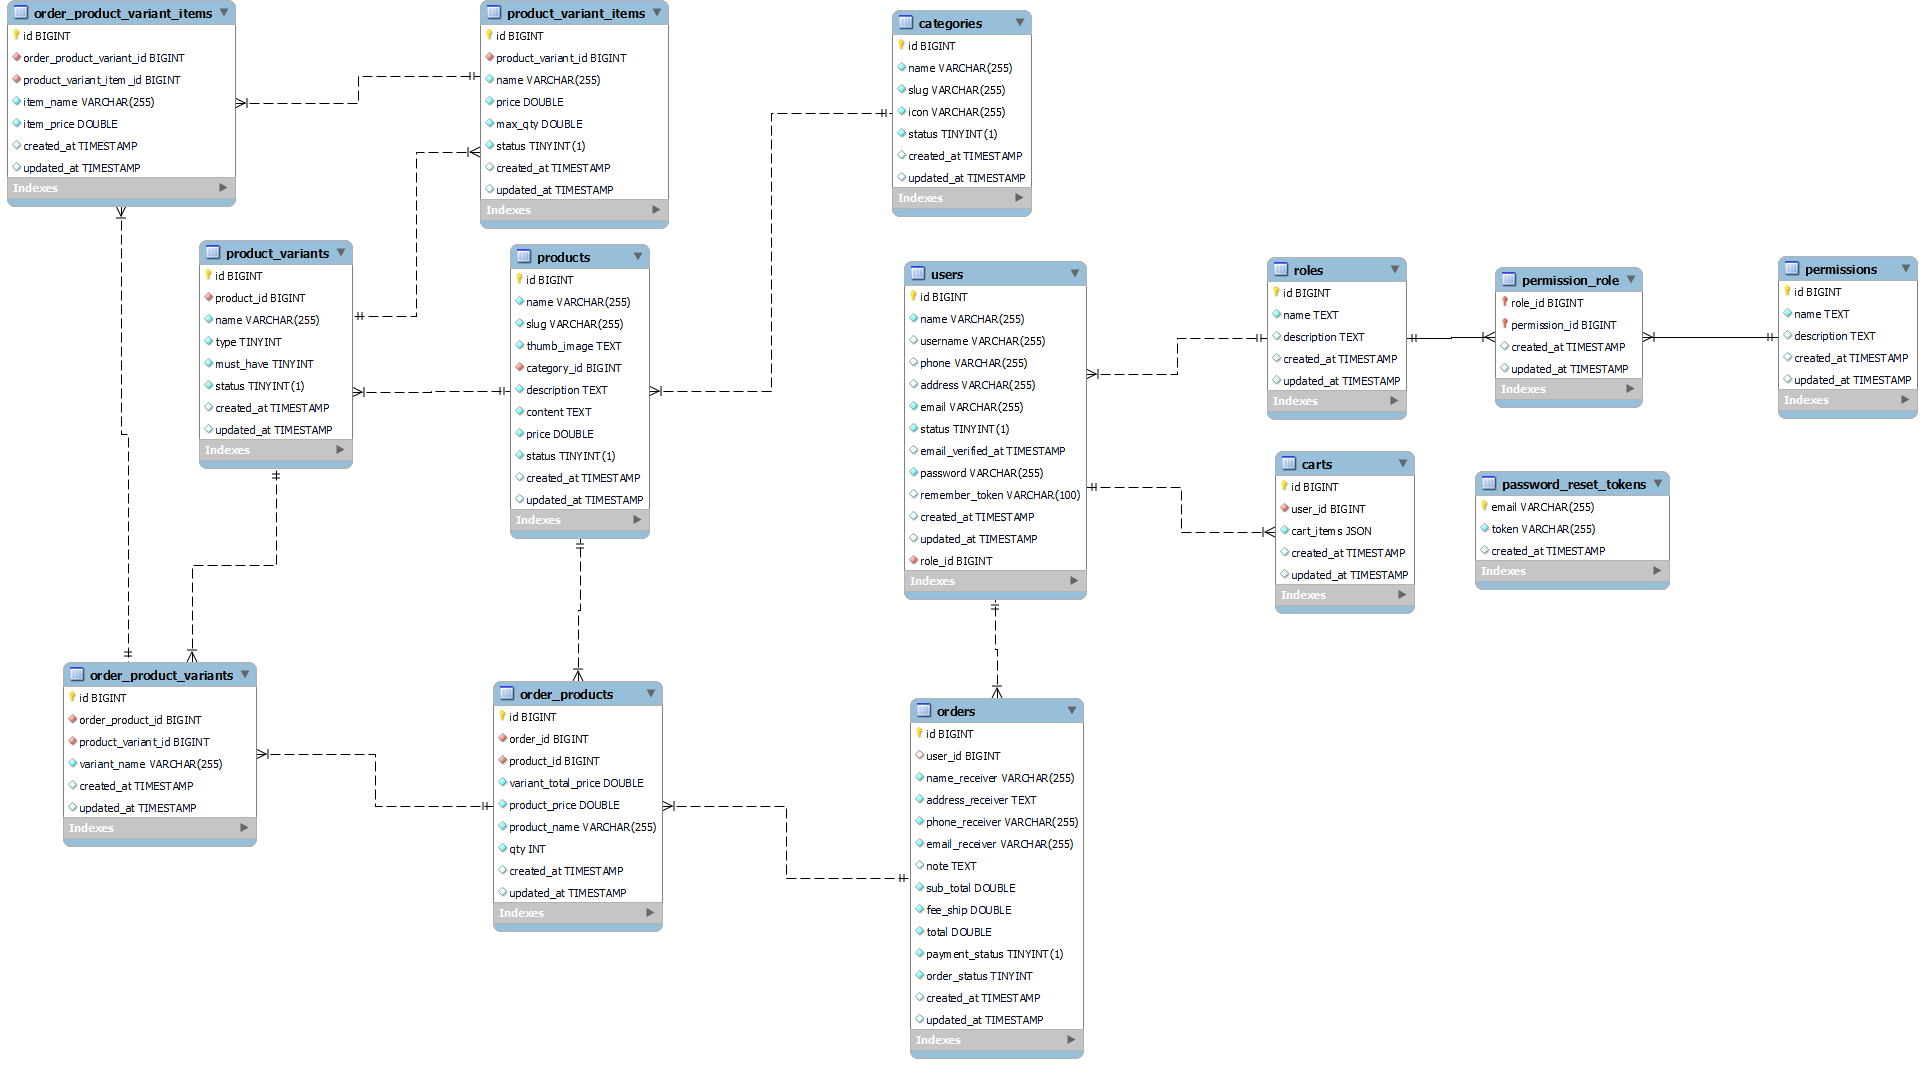 order_product_variant_items
id BIGINT
order_product_variant_id BIGINT
product_variant_item_id BIGINT
item_name VARCHAR(255)
item_price DOUBLE
created_at TIMESTAMP
updated_at TIMESTAMP
Indexes
product_variant_items
id BIGINT
product_variant_id BIGINT
name VARCHAR(255)
price DOUBLE
max_qty DOUBLE
status TINYINT(1)
created_at TIMESTAMP
updated_at TIMESTAMP
Indexes
categories
id BIGINT
name VARCHAR(255)
slug VARCHAR(255)
icon VARCHAR(255)
status TINYINT(1)
created_at TIMESTAMP
updated_at TIMESTAMP
Indexes
product_variants
id BIGINT
product_id BIGINT
name VARCHAR(255)
type TINYINT
must_have TINYINT
status TINYINT(1)
created_at TIMESTAMP
updated_at TIMESTAMP
Indexes
products
id BIGINT
name VARCHAR(255)
slug VARCHAR(255)
thumb_image TEXT
category_id BIGINT
description TEXT
content TEXT
price DOUBLE
status TINYINT(1)
created_at TIMESTAMP
updated_at TIMESTAMP
Indexes
users
id BIGINT
name VARCHAR(255)
username VARCHAR(255)
phone VARCHAR(255)
address VARCHAR(255)
email VARCHAR(255)
status TINYINT(1)
email_verified_at TIMESTAMP
password VARCHAR(255)
remember_token VARCHAR(100)
created_at TIMESTAMP
updated_at TIMESTAMP
role_id BIGINT
Indexes
roles
id BIGINT
name TEXT
description TEXT
created_at TIMESTAMP
updated_at TIMESTAMP
Indexes
permission_role
role_id BIGINT
permission_id BIGINT
created_at TIMESTAMP
updated_at TIMESTAMP
Indexes
permissions
id BIGINT
name TEXT
description TEXT
created_at TIMESTAMP
updated_at TIMESTAMP
Indexes
carts
id BIGINT
user_id BIGINT
cart_items JSON
created_at TIMESTAMP
updated_at TIMESTAMP
Indexes
password_reset_tokens
email VARCHAR(255)
token VARCHAR(255)
created_at TIMESTAMP
Indexes
order_product_variants
id BIGINT
order_product_id BIGINT
product_variant_id BIGINT
variant_name VARCHAR(255)
created_at TIMESTAMP
updated_at TIMESTAMP
Indexes
order_products
id BIGINT
order_id BIGINT
product_id BIGINT
variant_total_price DOUBLE
product_price DOUBLE
product_name VARCHAR(255)
qty INT
created_at TIMESTAMP
updated_at TIMESTAMP
Indexes
orders
id BIGINT
user_id BIGINT
name_receiver VARCHAR(255)
address_receiver TEXT
phone_receiver VARCHAR(255)
email_receiver VARCHAR(255)
note TEXT
sub_total DOUBLE
fee_ship DOUBLE
total DOUBLE
payment_status TINYINT(1)
order_status TINYINT
created_at TIMESTAMP
updated_at TIMESTAMP
Indexes